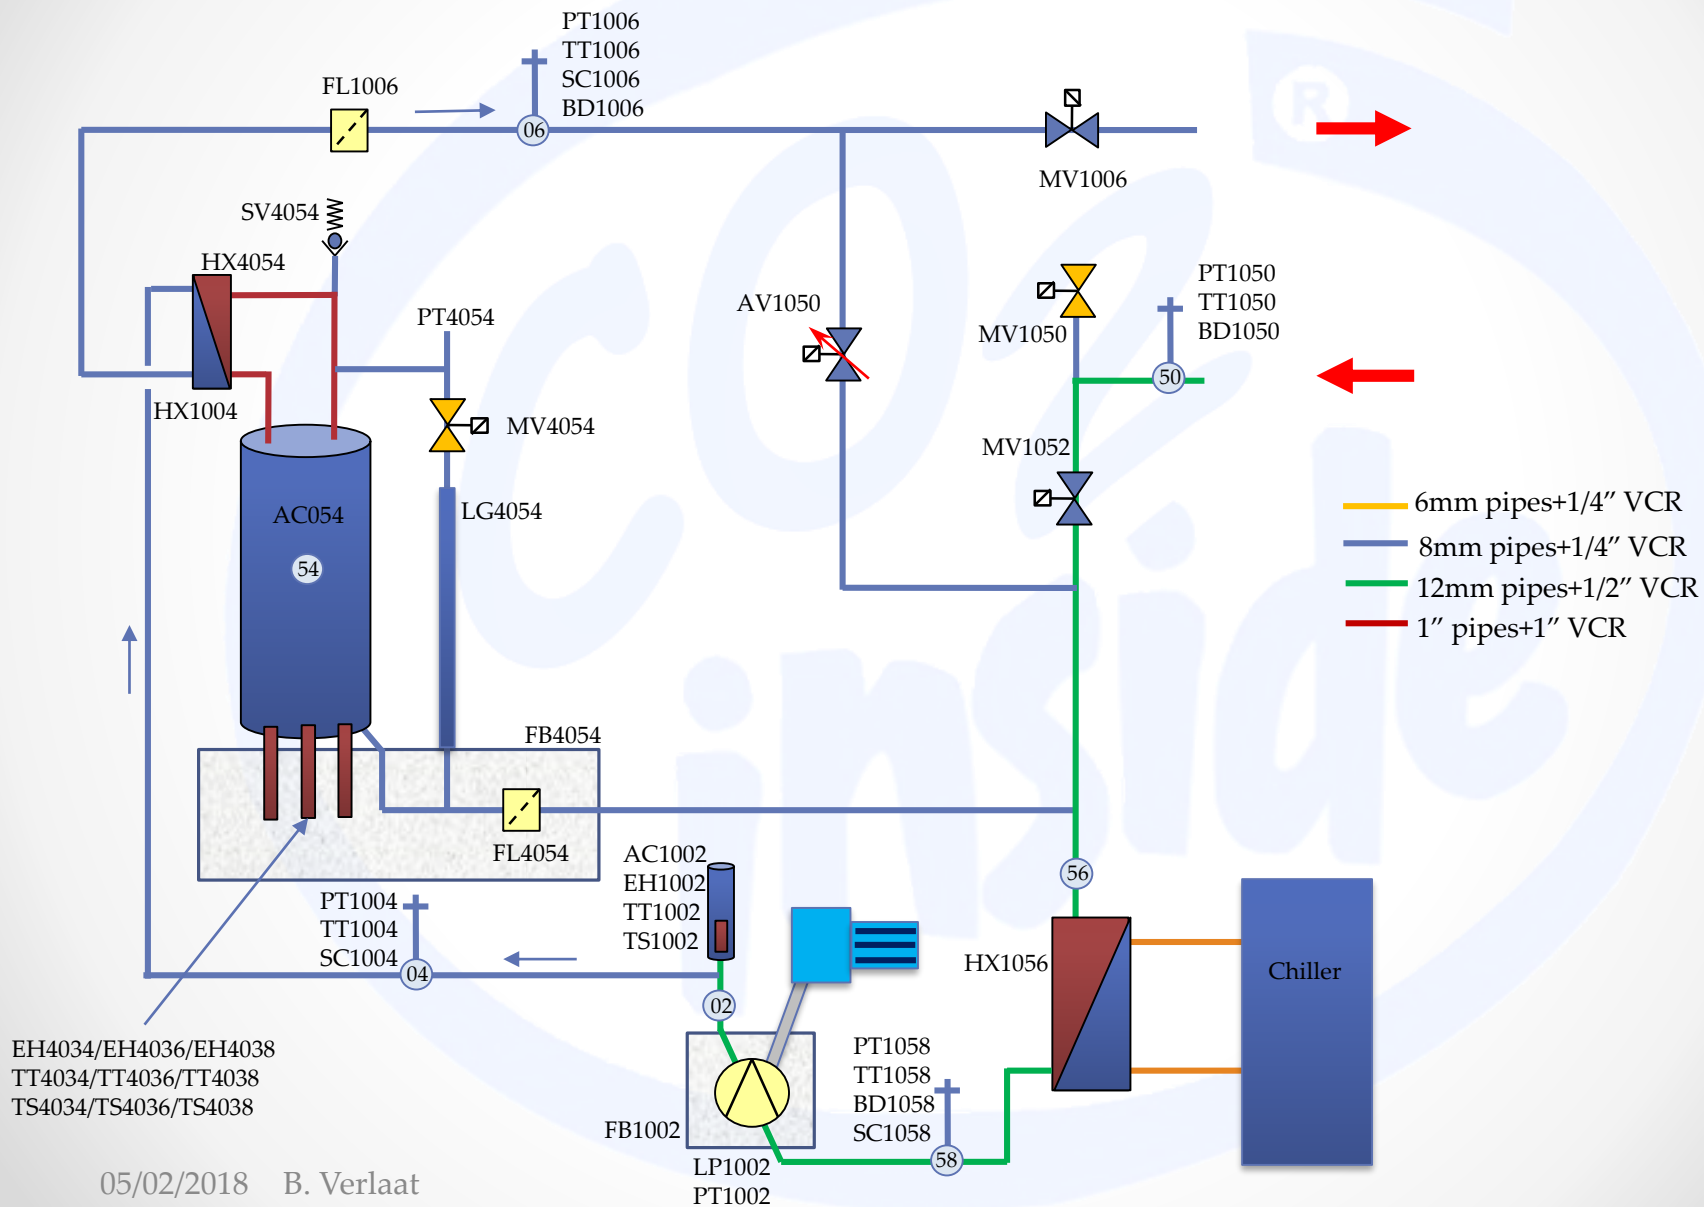 PT1006
TT1006
SC1006
BD1006
FL1006
06
MV1006
SV4054
HX4054
HX1004
PT4054
MV4054
AV1050
MV1050
PT1050
TT1050
BD1050
50
MV1052
AC054
54
LG4054
6mm pipes+1/4” VCR
8mm pipes+1/4” VCR
12mm pipes+1/2” VCR
1” pipes+1” VCR
FB4054
FL4054
AC1002
EH1002
TT1002
TS1002
56
PT1004
TT1004
SC1004
04
02
HX1056
Chiller
EH4034/EH4036/EH4038
TT4034/TT4036/TT4038
TS4034/TS4036/TS4038
FB1002
LP1002
PT1002
PT1058
TT1058
BD1058
SC1058
58
05/02/2018 B. Verlaat
CO2
inside
R